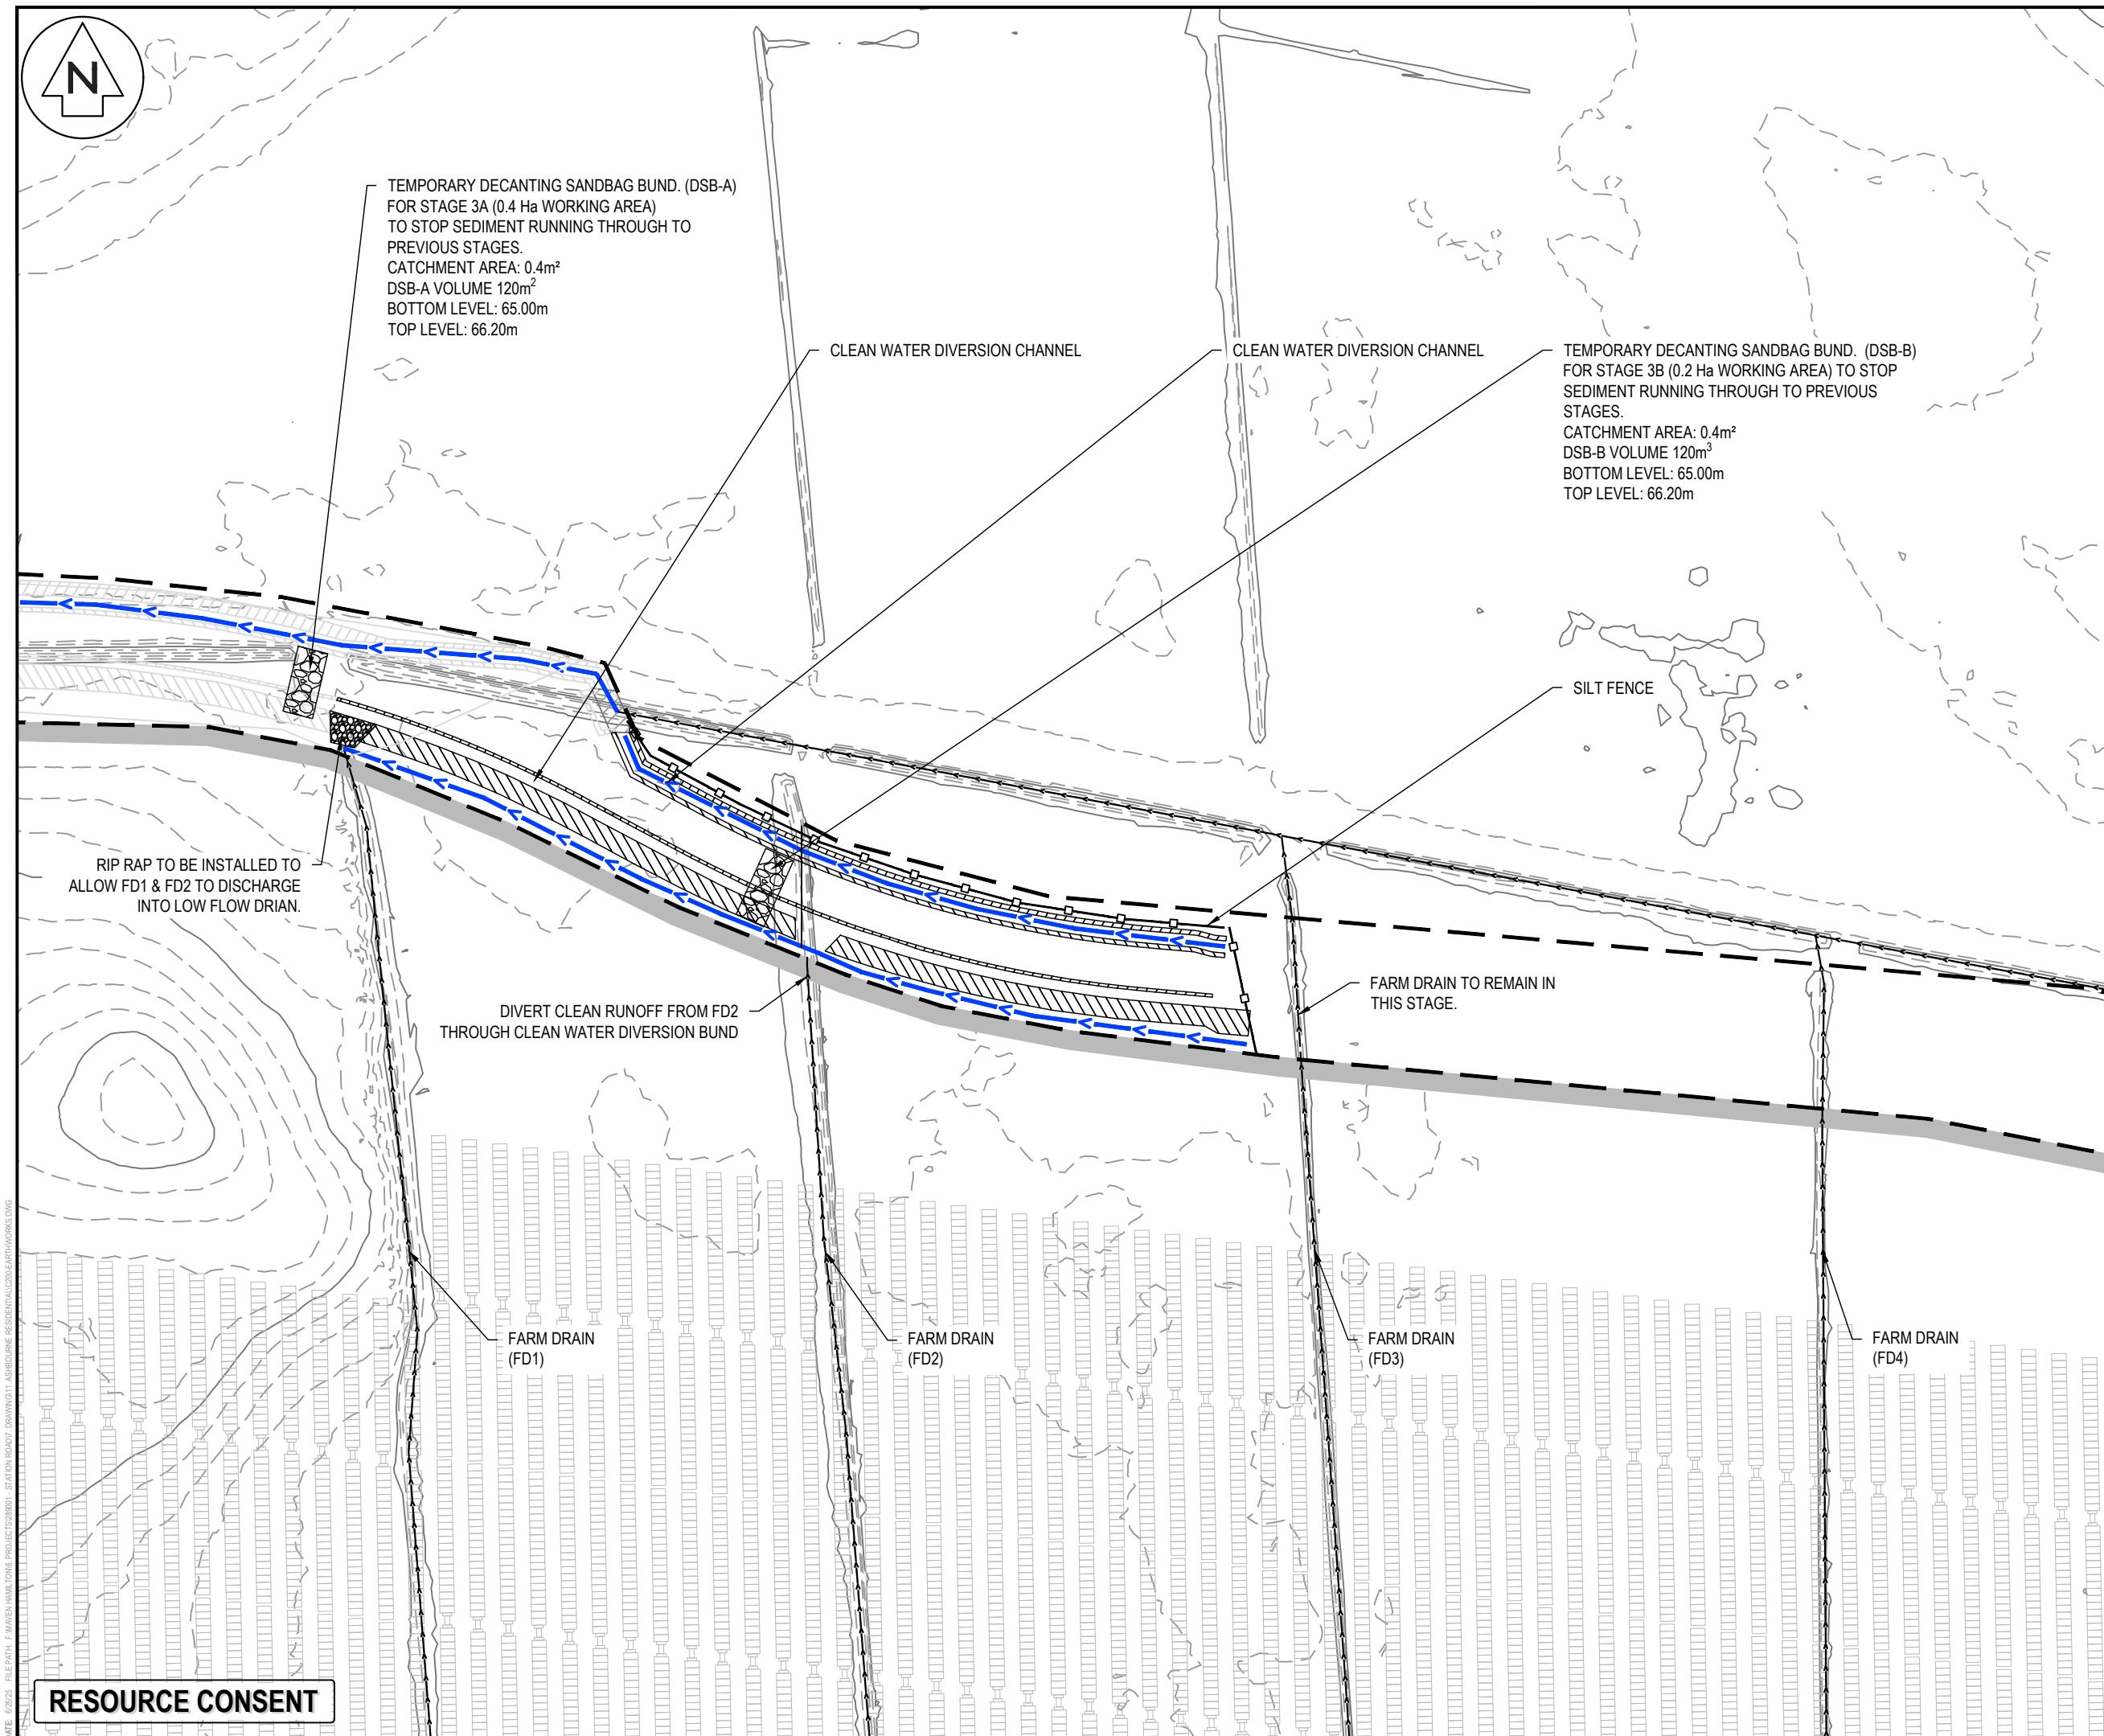 N
TEMPORARY DECANTING SANDBAG BUND. (DSB-A)
FOR STAGE 3A (0.4 Ha WORKING AREA)
TO STOP SEDIMENT RUNNING THROUGH TO
PREVIOUS STAGES.
CATCHMENT AREA: 0.4m²
DSB-A VOLUME 120m²
BOTTOM LEVEL: 65.00m
TOP LEVEL: 66.20m
CLEAN WATER DIVERSION CHANNEL
CLEAN WATER DIVERSION CHANNEL
TEMPORARY DECANTING SANDBAG BUND. (DSB-B)
FOR STAGE 3B (0.2 Ha WORKING AREA) TO STOP
SEDIMENT RUNNING THROUGH TO PREVIOUS
STAGES.
CATCHMENT AREA: 0.4m²
DSB-B VOLUME 120m³
BOTTOM LEVEL: 65.00m
TOP LEVEL: 66.20m
SILT FENCE
RIP RAP TO BE INSTALLED TO
ALLOW FD1 & FD2 TO DISCHARGE
INTO LOW FLOW DRIAN.
DIVERT CLEAN RUNOFF FROM FD2
THROUGH CLEAN WATER DIVERSION BUND
FARM DRAIN TO REMAIN IN
THIS STAGE.
FARM DRAIN
(FD1)
FARM DRAIN
(FD2)
FARM DRAIN
(FD3)
FARM DRAIN
(FD4)
RESOURCE CONSENT